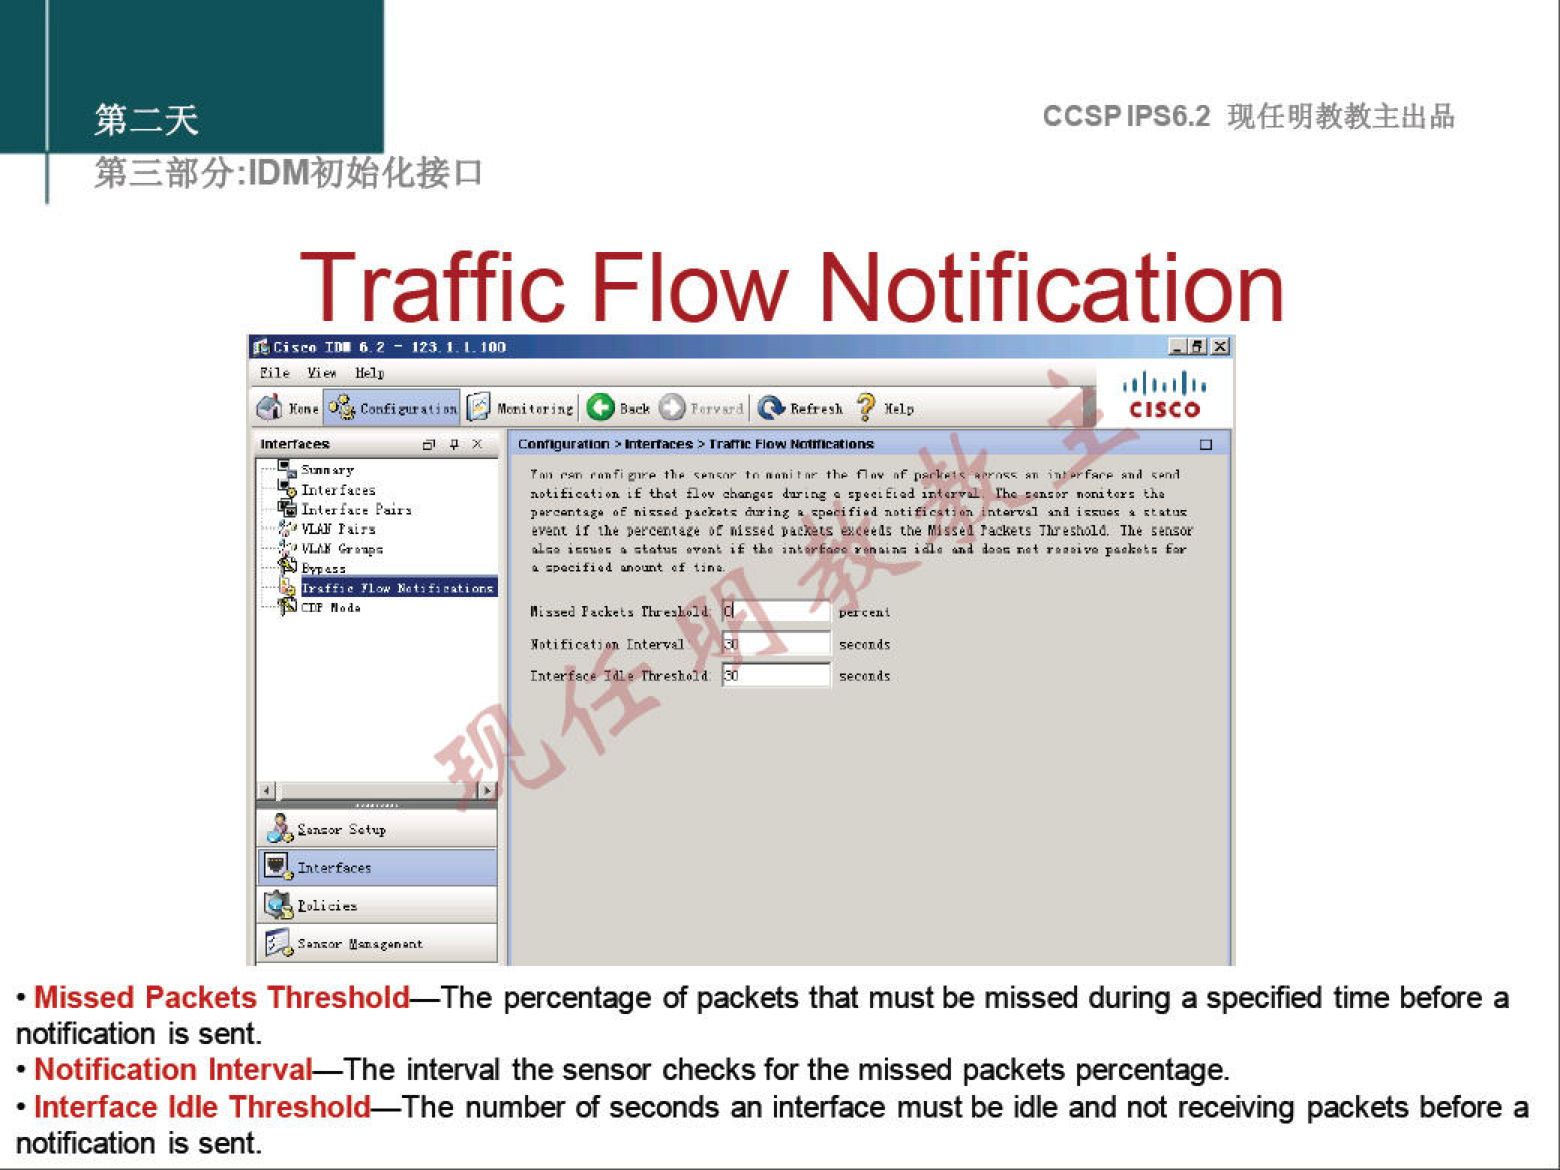 第二天
CCSP IPS6.2 现任明教教主出品
第三部分:IDM初始化接口
Traffic Flow Notification
Cisco IDM 6.2 - 123.1.1.100
File View Help
Home Configuration Monitoring Back Forward Refresh Help
CISCO
Interfaces
Configuration > Interfaces > Traffic Flow Notifications
Summary
Interfaces
Interface Pairs
VLAN Pairs
VLAN Groups
Bypass
Traffic Flow Notifications
CDP Mode
You can configure the sensor to monitor the flow of packets across an interface and send
notification if that flow changes during a specified interval. The sensor monitors the
percentage of missed packets during a specified notification interval and issues a status
event if the percentage of missed packets exceeds the Missed Packets Threshold. The sensor
also issues a status event if the interface remains idle and does not receive packets for
a specified amount of time.
Missed Packets Threshold: 0 percent
Notification Interval: 30 seconds
Interface Idle Threshold: 30 seconds
现任明教教主
Sensor Setup
Interfaces
Policies
Sensor Management
• Missed Packets Threshold—The percentage of packets that must be missed during a specified time before a
notification is sent.
• Notification Interval—The interval the sensor checks for the missed packets percentage.
• Interface Idle Threshold—The number of seconds an interface must be idle and not receiving packets before a
notification is sent.